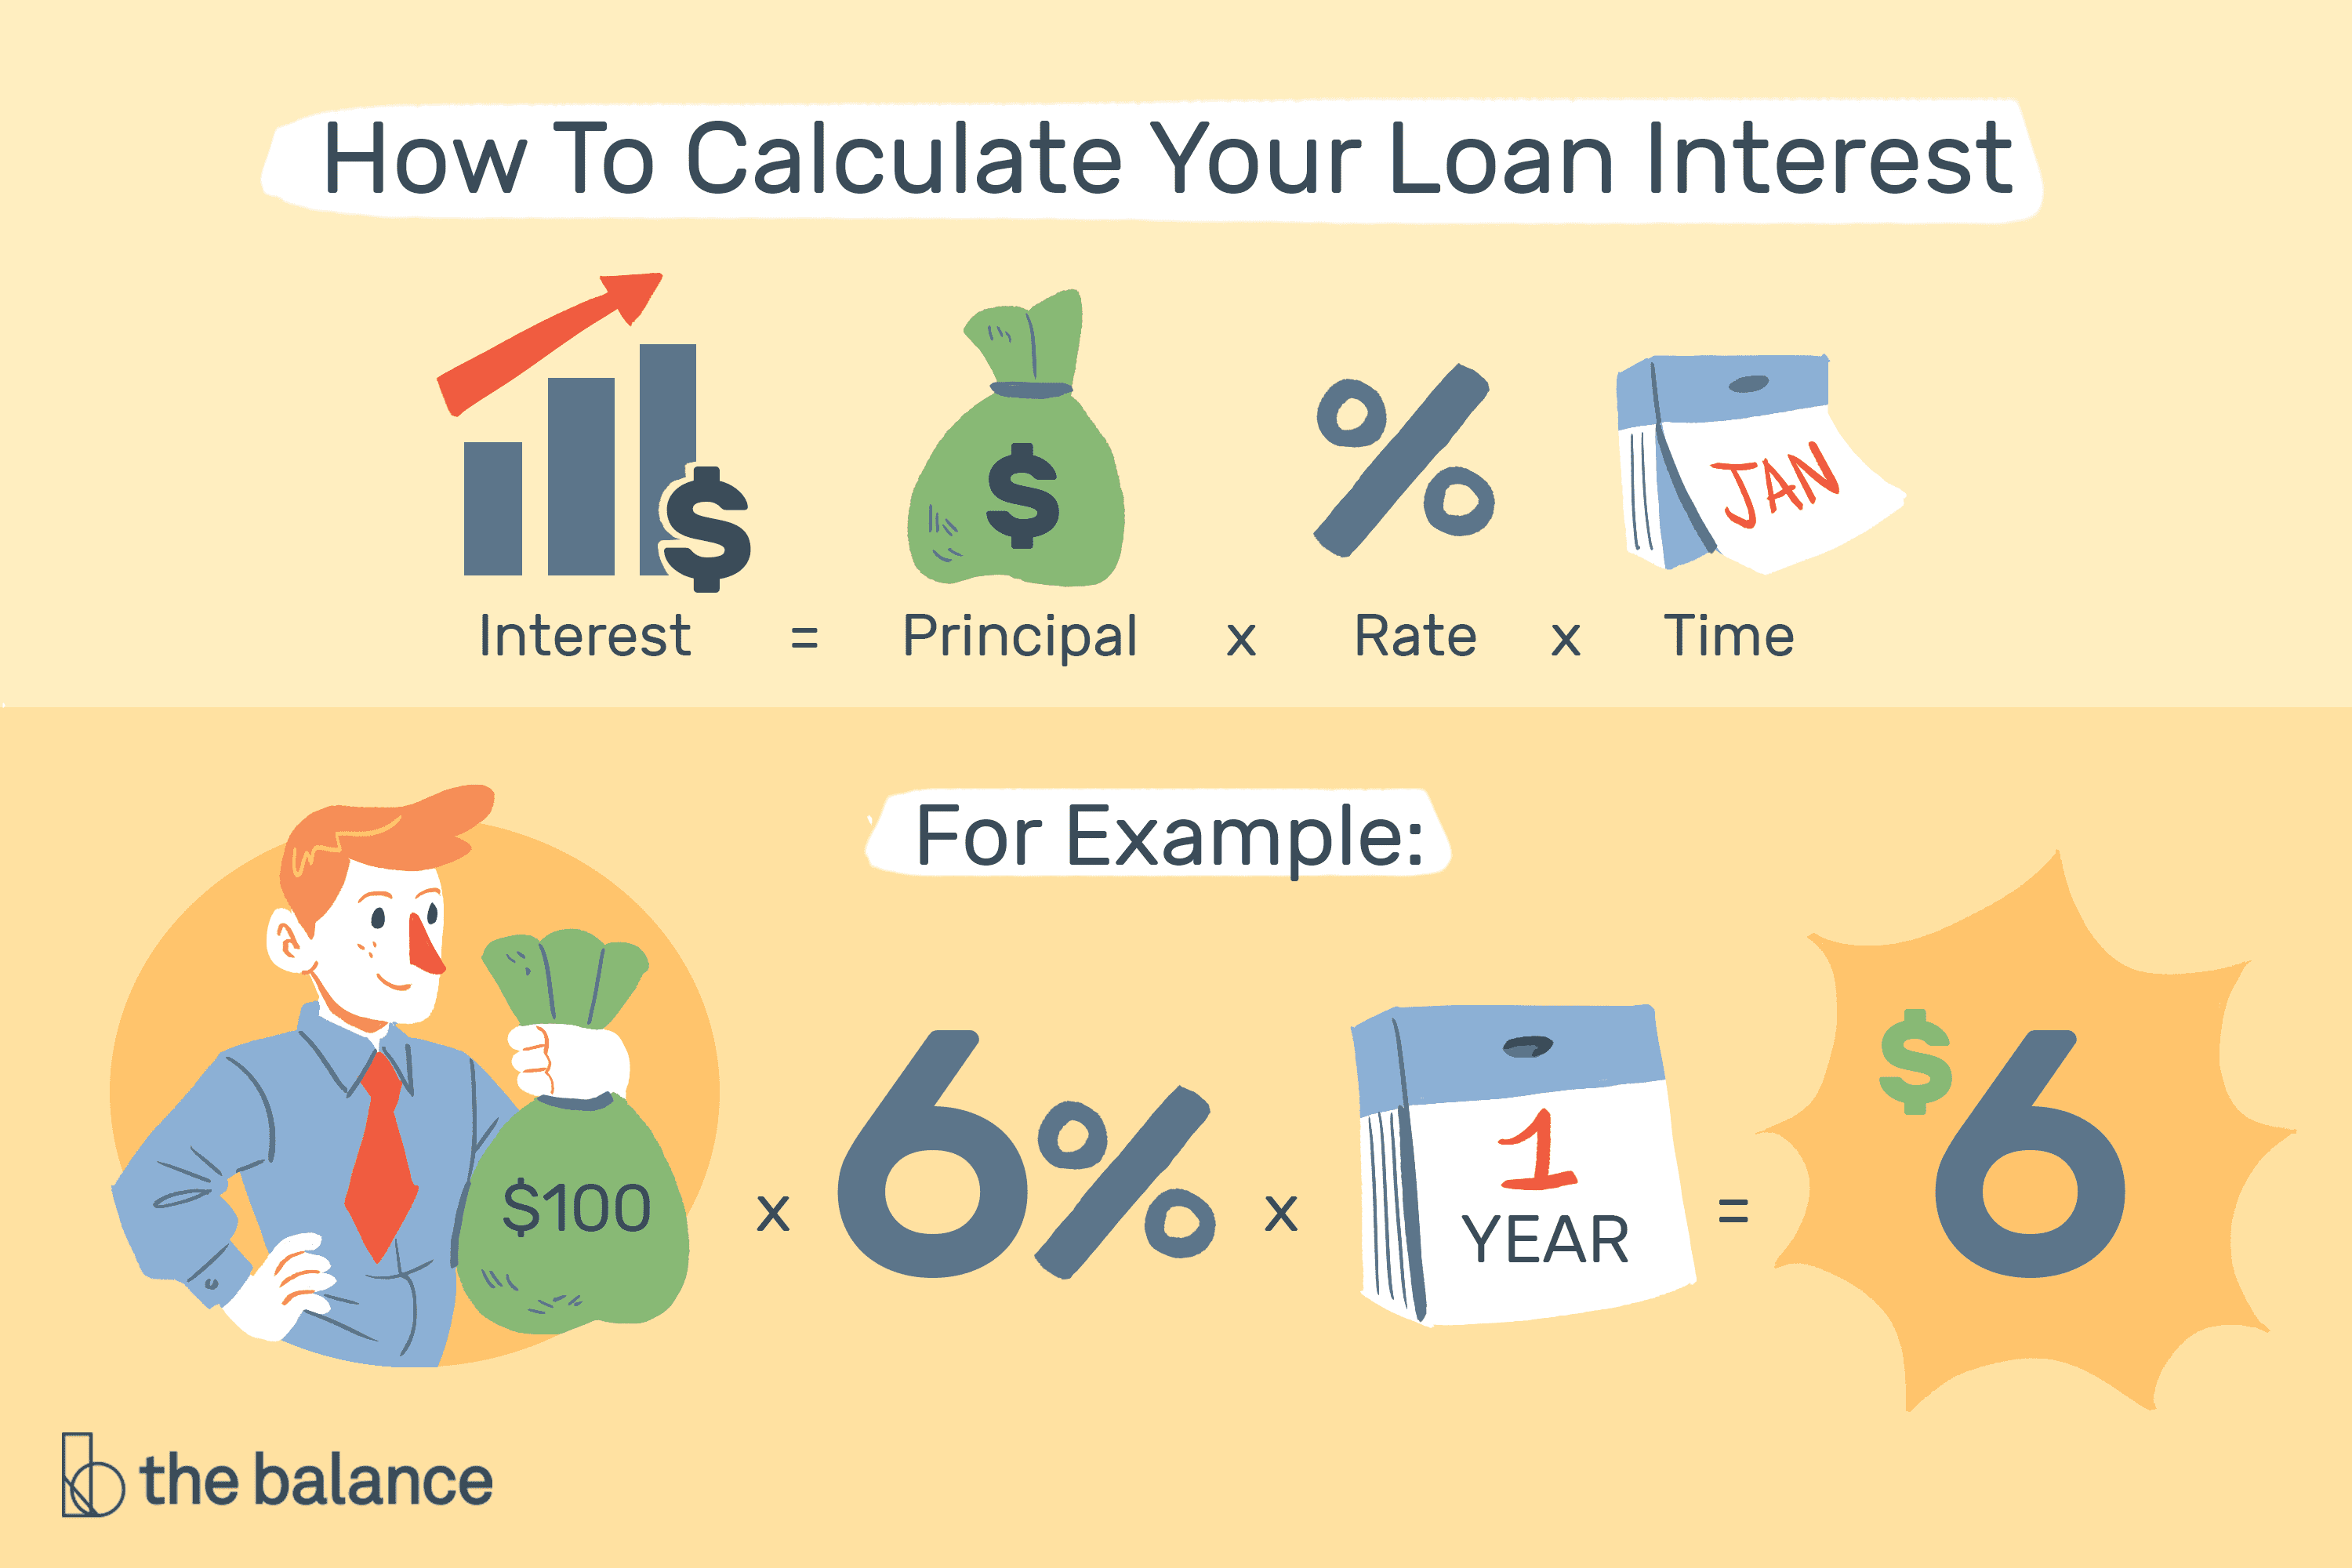 How To Calculate Your Loan Interest
$ $ % JAN
Interest = Principal x Rate x Time
For Example:
$100 x 6% x 1 YEAR = $6
the balance